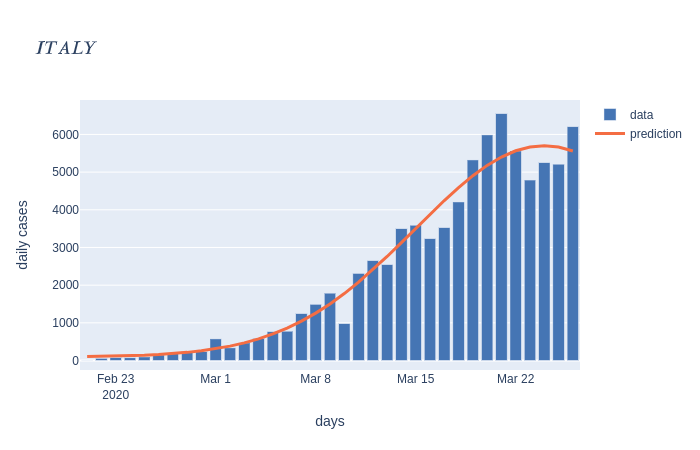 ITALY
data
prediction
daily cases
6000
5000
4000
3000
2000
1000
0
Feb 23
2020
Mar 1
Mar 8
Mar 15
Mar 22
days